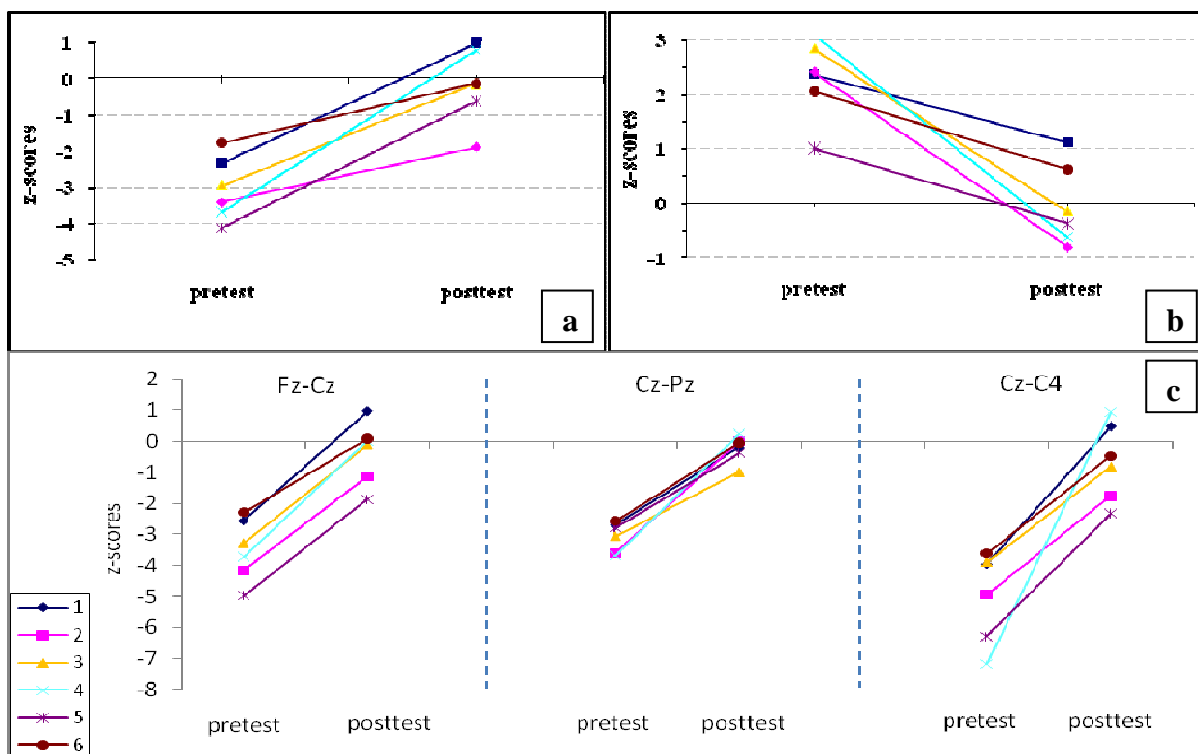 1
0
-1
-2
-3
-4
-5
z-scores
pretest posttest
a
3
2
1
0
-1
z-scores
pretest posttest
b
2
1
0
-1
-2
-3
-4
-5
-6
-7
-8
z-scores
Fz-Cz Cz-Pz Cz-C4
c
pretest posttest pretest posttest pretest posttest
1
2
3
4
5
6